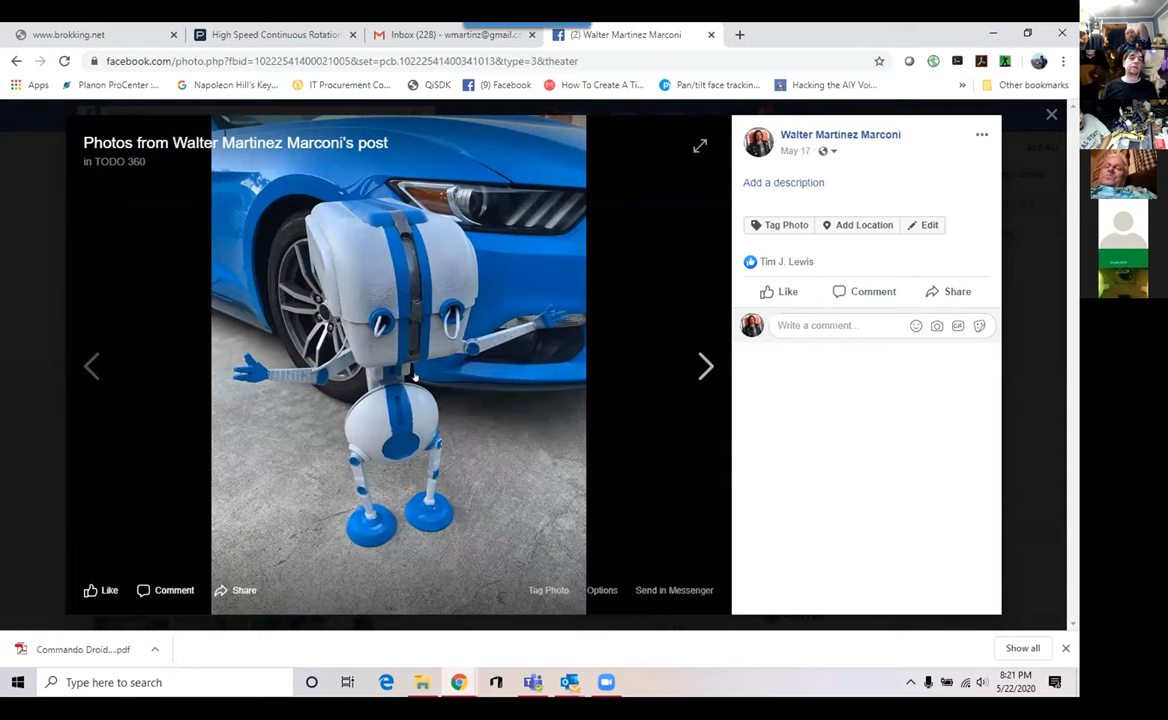 www.brokking.net
High Speed Continuous Rotation
Inbox (228) - wmartinz@gmail.cc
(2) Walter Martinez Marconi
facebook.com/photo.php?fbid=10222541400021005&set=pcb.10222541400341013&type=3&theater
Apps
Planon ProCenter :...
Napoleon Hill's Key...
IT Procurement Co...
QiSDK
(9) Facebook
How To Create A Ti...
Pan/tilt face trackin...
Hacking the AIY Voi...
Other bookmarks
Photos from Walter Martinez Marconi's post
in TODO 360
Walter Martinez Marconi
May 17
Add a description
Tag Photo
Add Location
Edit
Tim J. Lewis
Like
Comment
Share
Write a comment...
Like
Comment
Share
Tag Photo
Options
Send in Messenger
Commando Droid....pdf
Show all
Type here to search
8:21 PM
5/22/2020